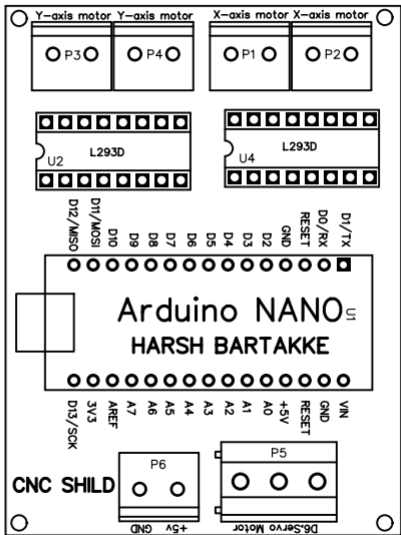 Y-axis motor Y-axis motor X-axis motor X-axis motor
P3 P4 P1 P2
U2 L293D
U4 L293D
D12/MISO D11/MOSI D10 D9 D8 D7 D6 D5 D4 D3 D2 GND RESET D0/RX D1/TX
Arduino NANO U1
HARSH BARTAKKE
D13/SCK 3V3 AREF A7 A6 A5 A4 A3 A2 A1 A0 +5V RESET GND VIN
P6 P5
CNC SHILD
GND +5v D6.Servo Motor